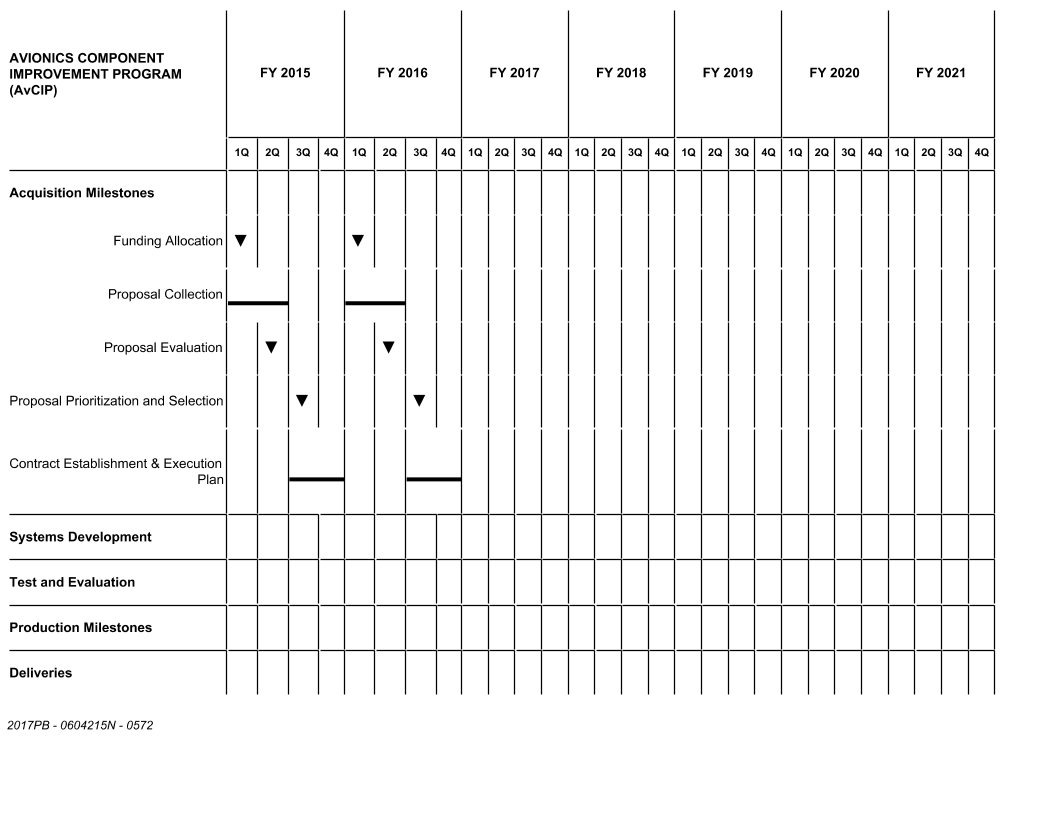 AVIONICS COMPONENT
IMPROVEMENT PROGRAM
(AvCIP)
FY 2015 FY 2016 FY 2017 FY 2018 FY 2019 FY 2020 FY 2021
1Q 2Q 3Q 4Q 1Q 2Q 3Q 4Q 1Q 2Q 3Q 4Q 1Q 2Q 3Q 4Q 1Q 2Q 3Q 4Q 1Q 2Q 3Q 4Q 1Q 2Q 3Q 4Q
Acquisition Milestones
Funding Allocation
Proposal Collection
Proposal Evaluation
Proposal Prioritization and Selection
Contract Establishment & Execution
Plan
Systems Development
Test and Evaluation
Production Milestones
Deliveries
2017PB - 0604215N - 0572